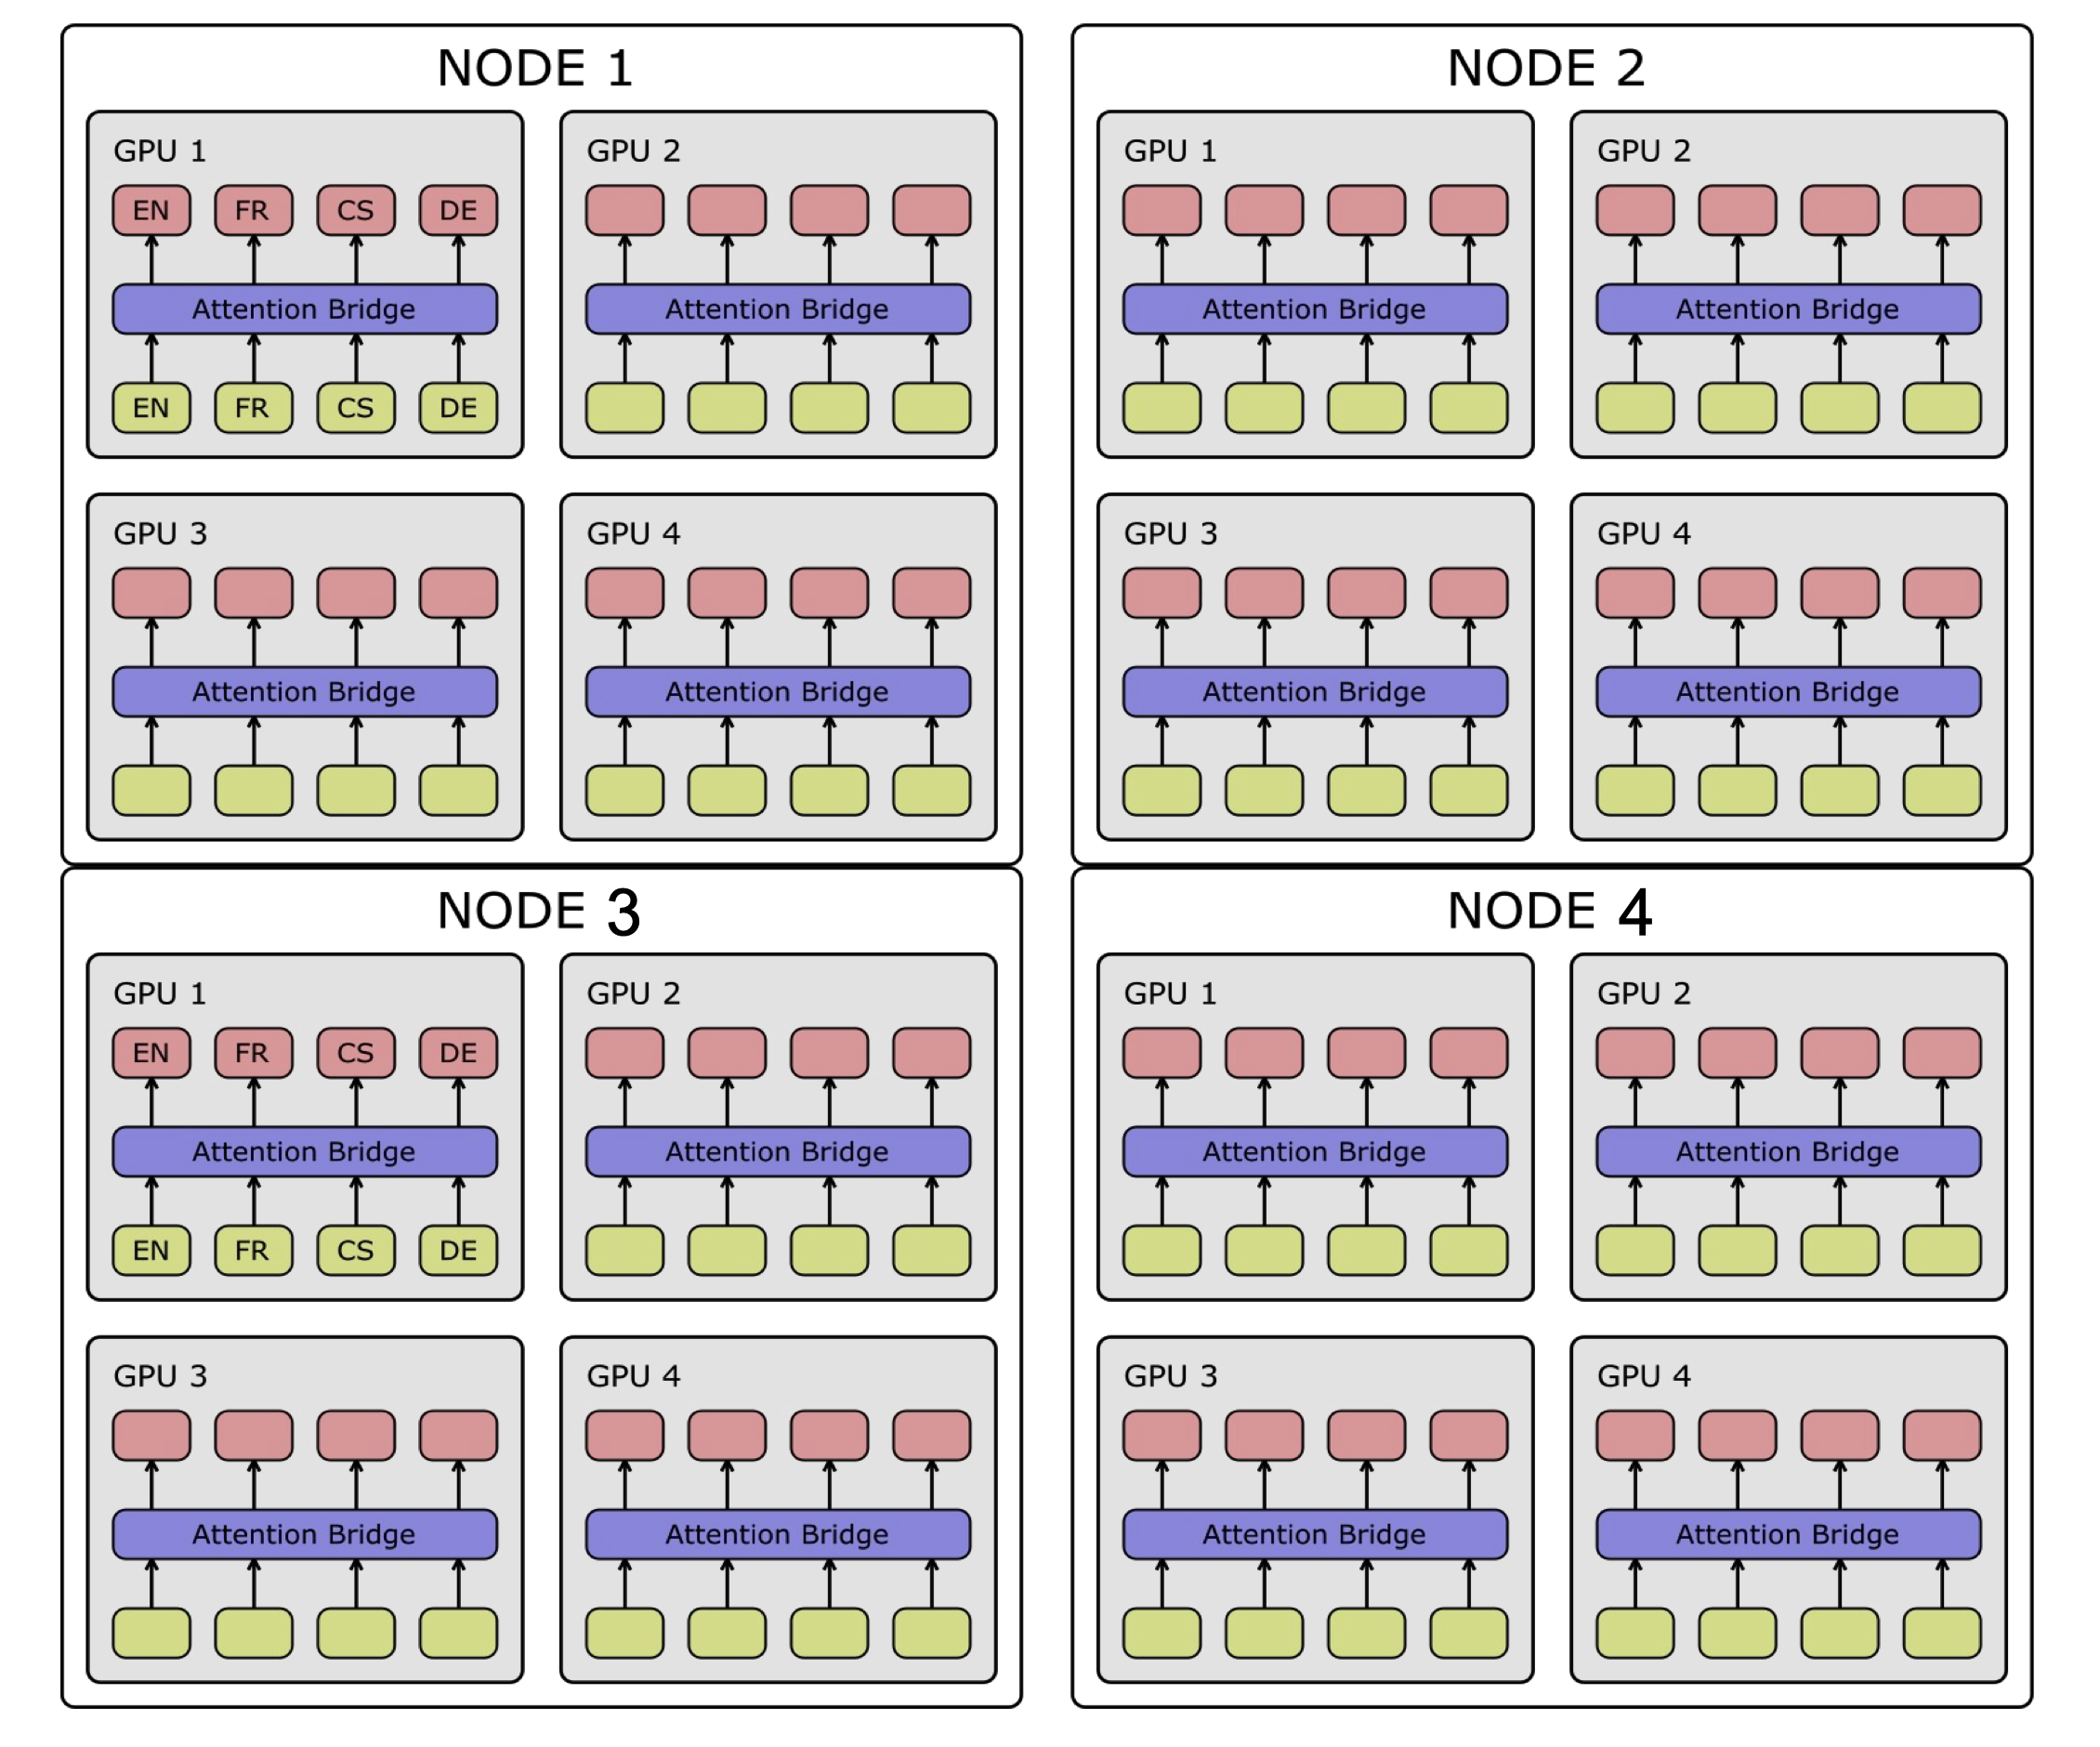 NODE 1
GPU 1
EN FR CS DE
Attention Bridge
EN FR CS DE
GPU 2
Attention Bridge
GPU 3
Attention Bridge
GPU 4
Attention Bridge
NODE 2
GPU 1
Attention Bridge
GPU 2
Attention Bridge
GPU 3
Attention Bridge
GPU 4
Attention Bridge
NODE 3
GPU 1
EN FR CS DE
Attention Bridge
EN FR CS DE
GPU 2
Attention Bridge
GPU 3
Attention Bridge
GPU 4
Attention Bridge
NODE 4
GPU 1
Attention Bridge
GPU 2
Attention Bridge
GPU 3
Attention Bridge
GPU 4
Attention Bridge